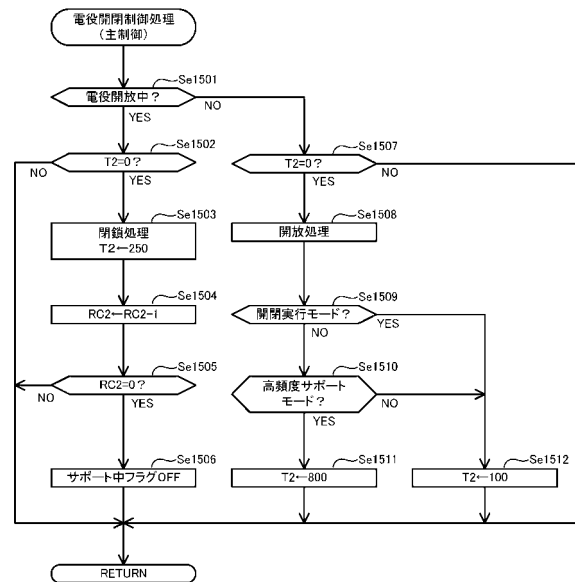 電役開閉制御処理
(主制御)
Se1501
電役開放中？
NO
YES
Se1502
T2=0？
NO
YES
Se1507
T2=0？
NO
YES
Se1503
閉鎖処理
T2←250
Se1508
開放処理
Se1504
RC2←RC2-1
Se1509
開閉実行モード？
NO
YES
Se1505
RC2=0？
NO
YES
Se1510
高頻度サポート
モード？
NO
YES
Se1506
サポート中フラグOFF
Se1511
T2←800
Se1512
T2←100
RETURN